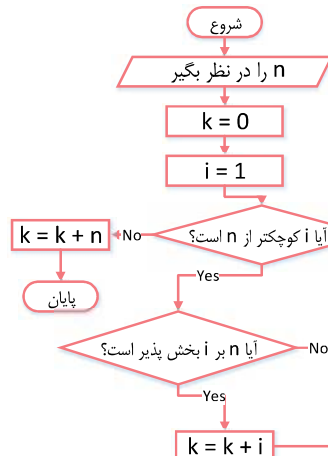 شروع
n را در نظر بگیر
k = 0
i = 1
آیا i کوچکتر از n است؟
No
k = k + n
پایان
Yes
آیا n بر i بخش پذیر است؟
No
Yes
k = k + i